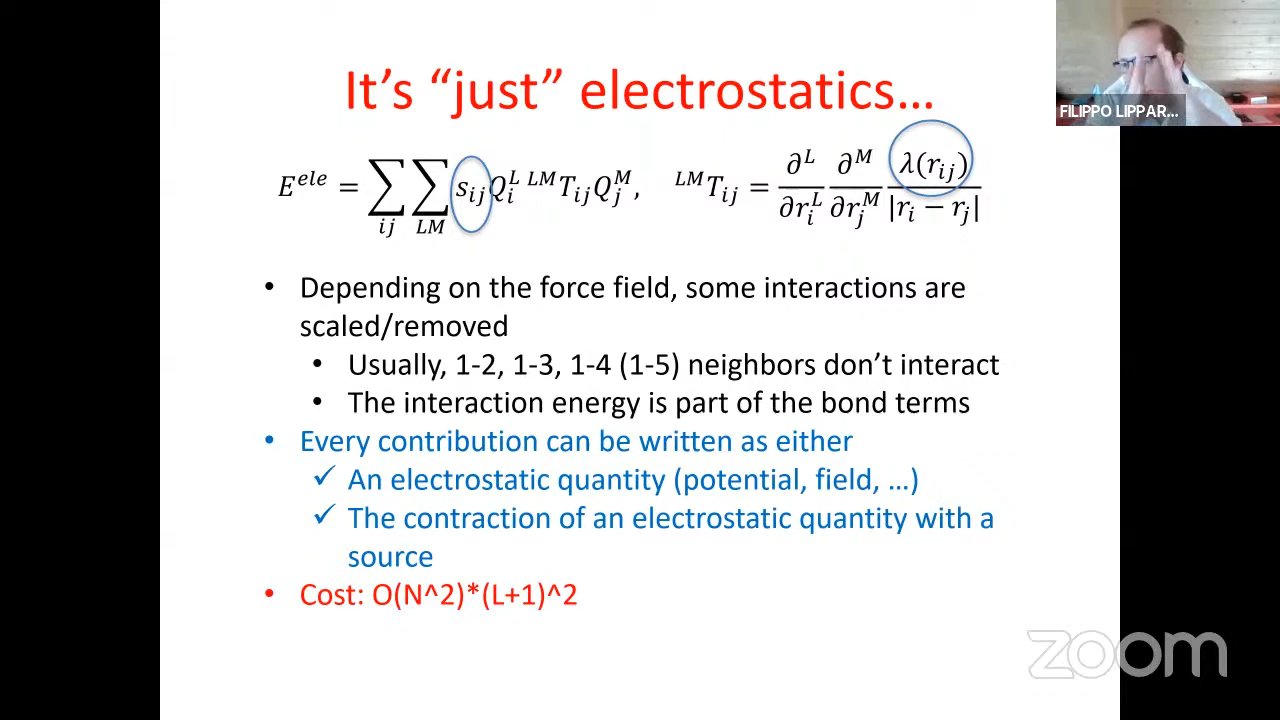 It's “just” electrostatics…
E^{ele} = \sum_{ij} \sum_{LM} s_{ij} Q_i^L {}^{LM}T_{ij} Q_j^M, {}^{LM}T_{ij} = \frac{\partial^L}{\partial r_i^L} \frac{\partial^M}{\partial r_j^M} \frac{\lambda(r_{ij})}{|r_i - r_j|}
• Depending on the force field, some interactions are
scaled/removed
• Usually, 1-2, 1-3, 1-4 (1-5) neighbors don't interact
• The interaction energy is part of the bond terms
• Every contribution can be written as either
✓ An electrostatic quantity (potential, field, …)
✓ The contraction of an electrostatic quantity with a
source
• Cost: O(N^2)*(L+1)^2
FILIPPO LIPPAR...
zoom